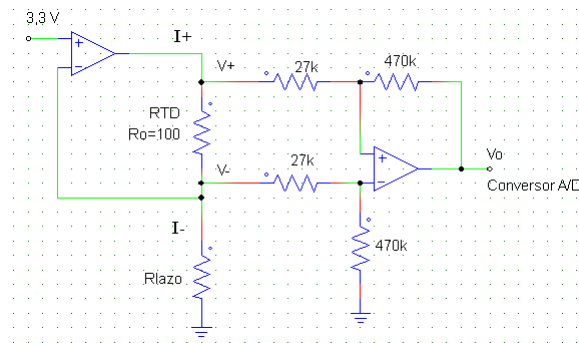 3,3 V
I+
V+
27k
470k
RTD
Ro=100
+
-
27k
V-
+
-
Vo
Conversor A/D
I-
470k
Rlazo